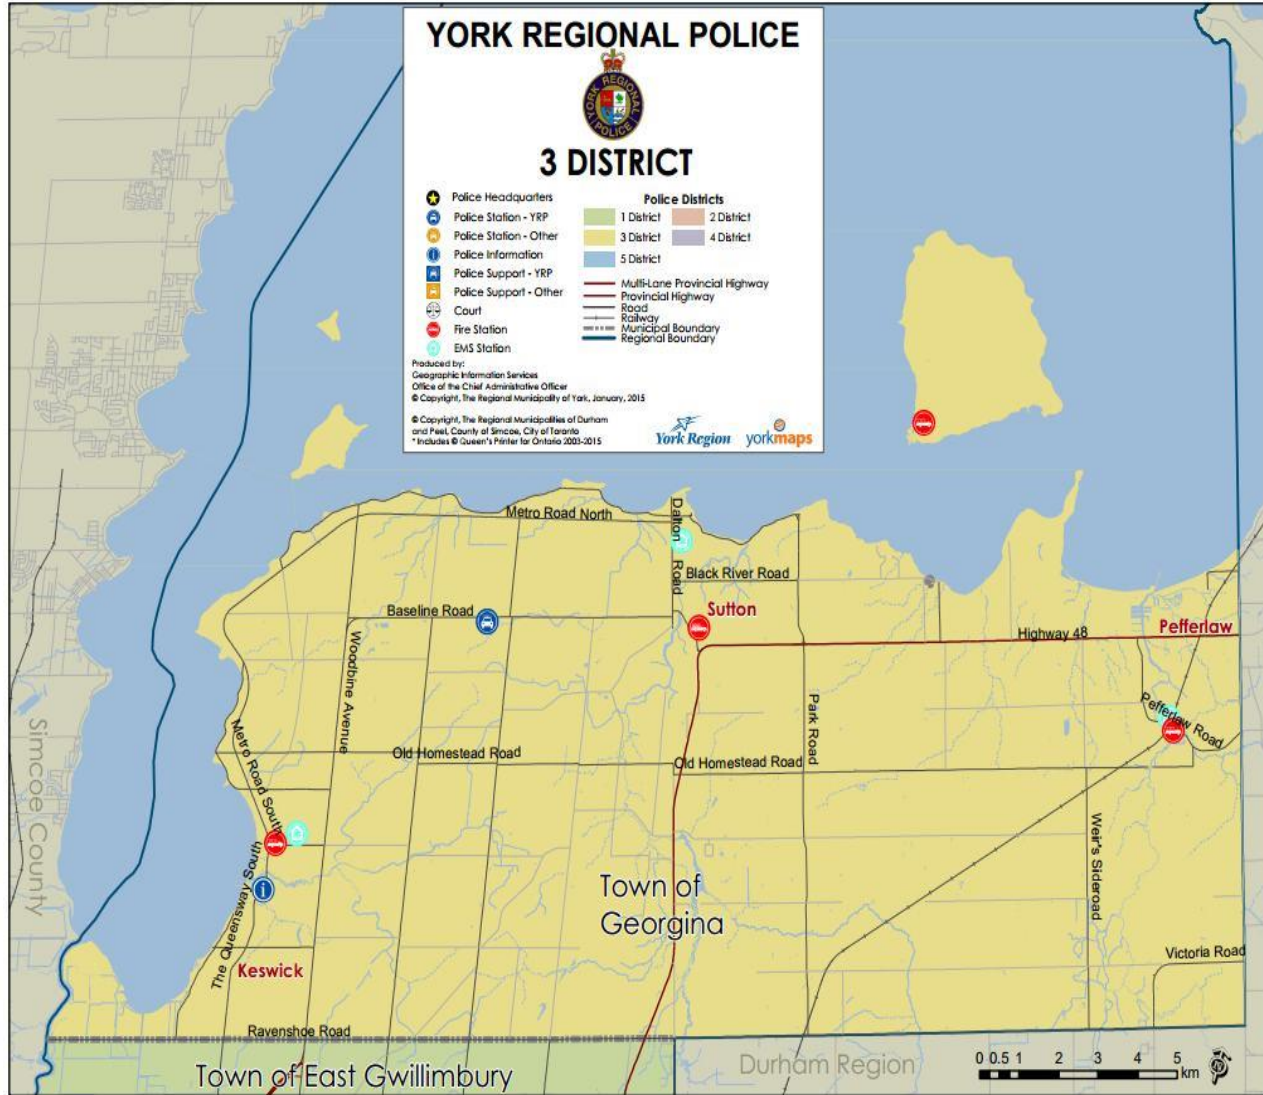 YORK REGIONAL POLICE
YORK REGIONAL
POLICE
3 DISTRICT
Police Headquarters
Police Station - YRP
Police Station - Other
Police Information
Police Support - YRP
Police Support - Other
Court
Fire Station
EMS Station
Police Districts
1 District
2 District
3 District
4 District
5 District
Multi-Lane Provincial Highway
Provincial Highway
Road
Railway
Municipal Boundary
Regional Boundary
Produced by:
Geographic Information Services
Office of the Chief Administrative Officer
© Copyright, The Regional Municipality of York, January, 2015
© Copyright, The Regional Municipalities of Durham
and Peel, County of Simcoe, City of Toronto
* Includes © Queen's Printer for Ontario 2003-2015
York Region
yorkmaps
Metro Road North
Dalton Road
Black River Road
Baseline Road
Sutton
Highway 48
Pefferlaw
Woodbine Avenue
Park Road
Pefferlaw Road
Simcoe County
Metro Road South
Old Homestead Road
Old Homestead Road
Weir's Sideroad
The Queensway South
Town of
Georgina
Victoria Road
Keswick
Ravenshoe Road
Town of East Gwillimbury
Durham Region
0 0.5 1 2 3 4 5
km